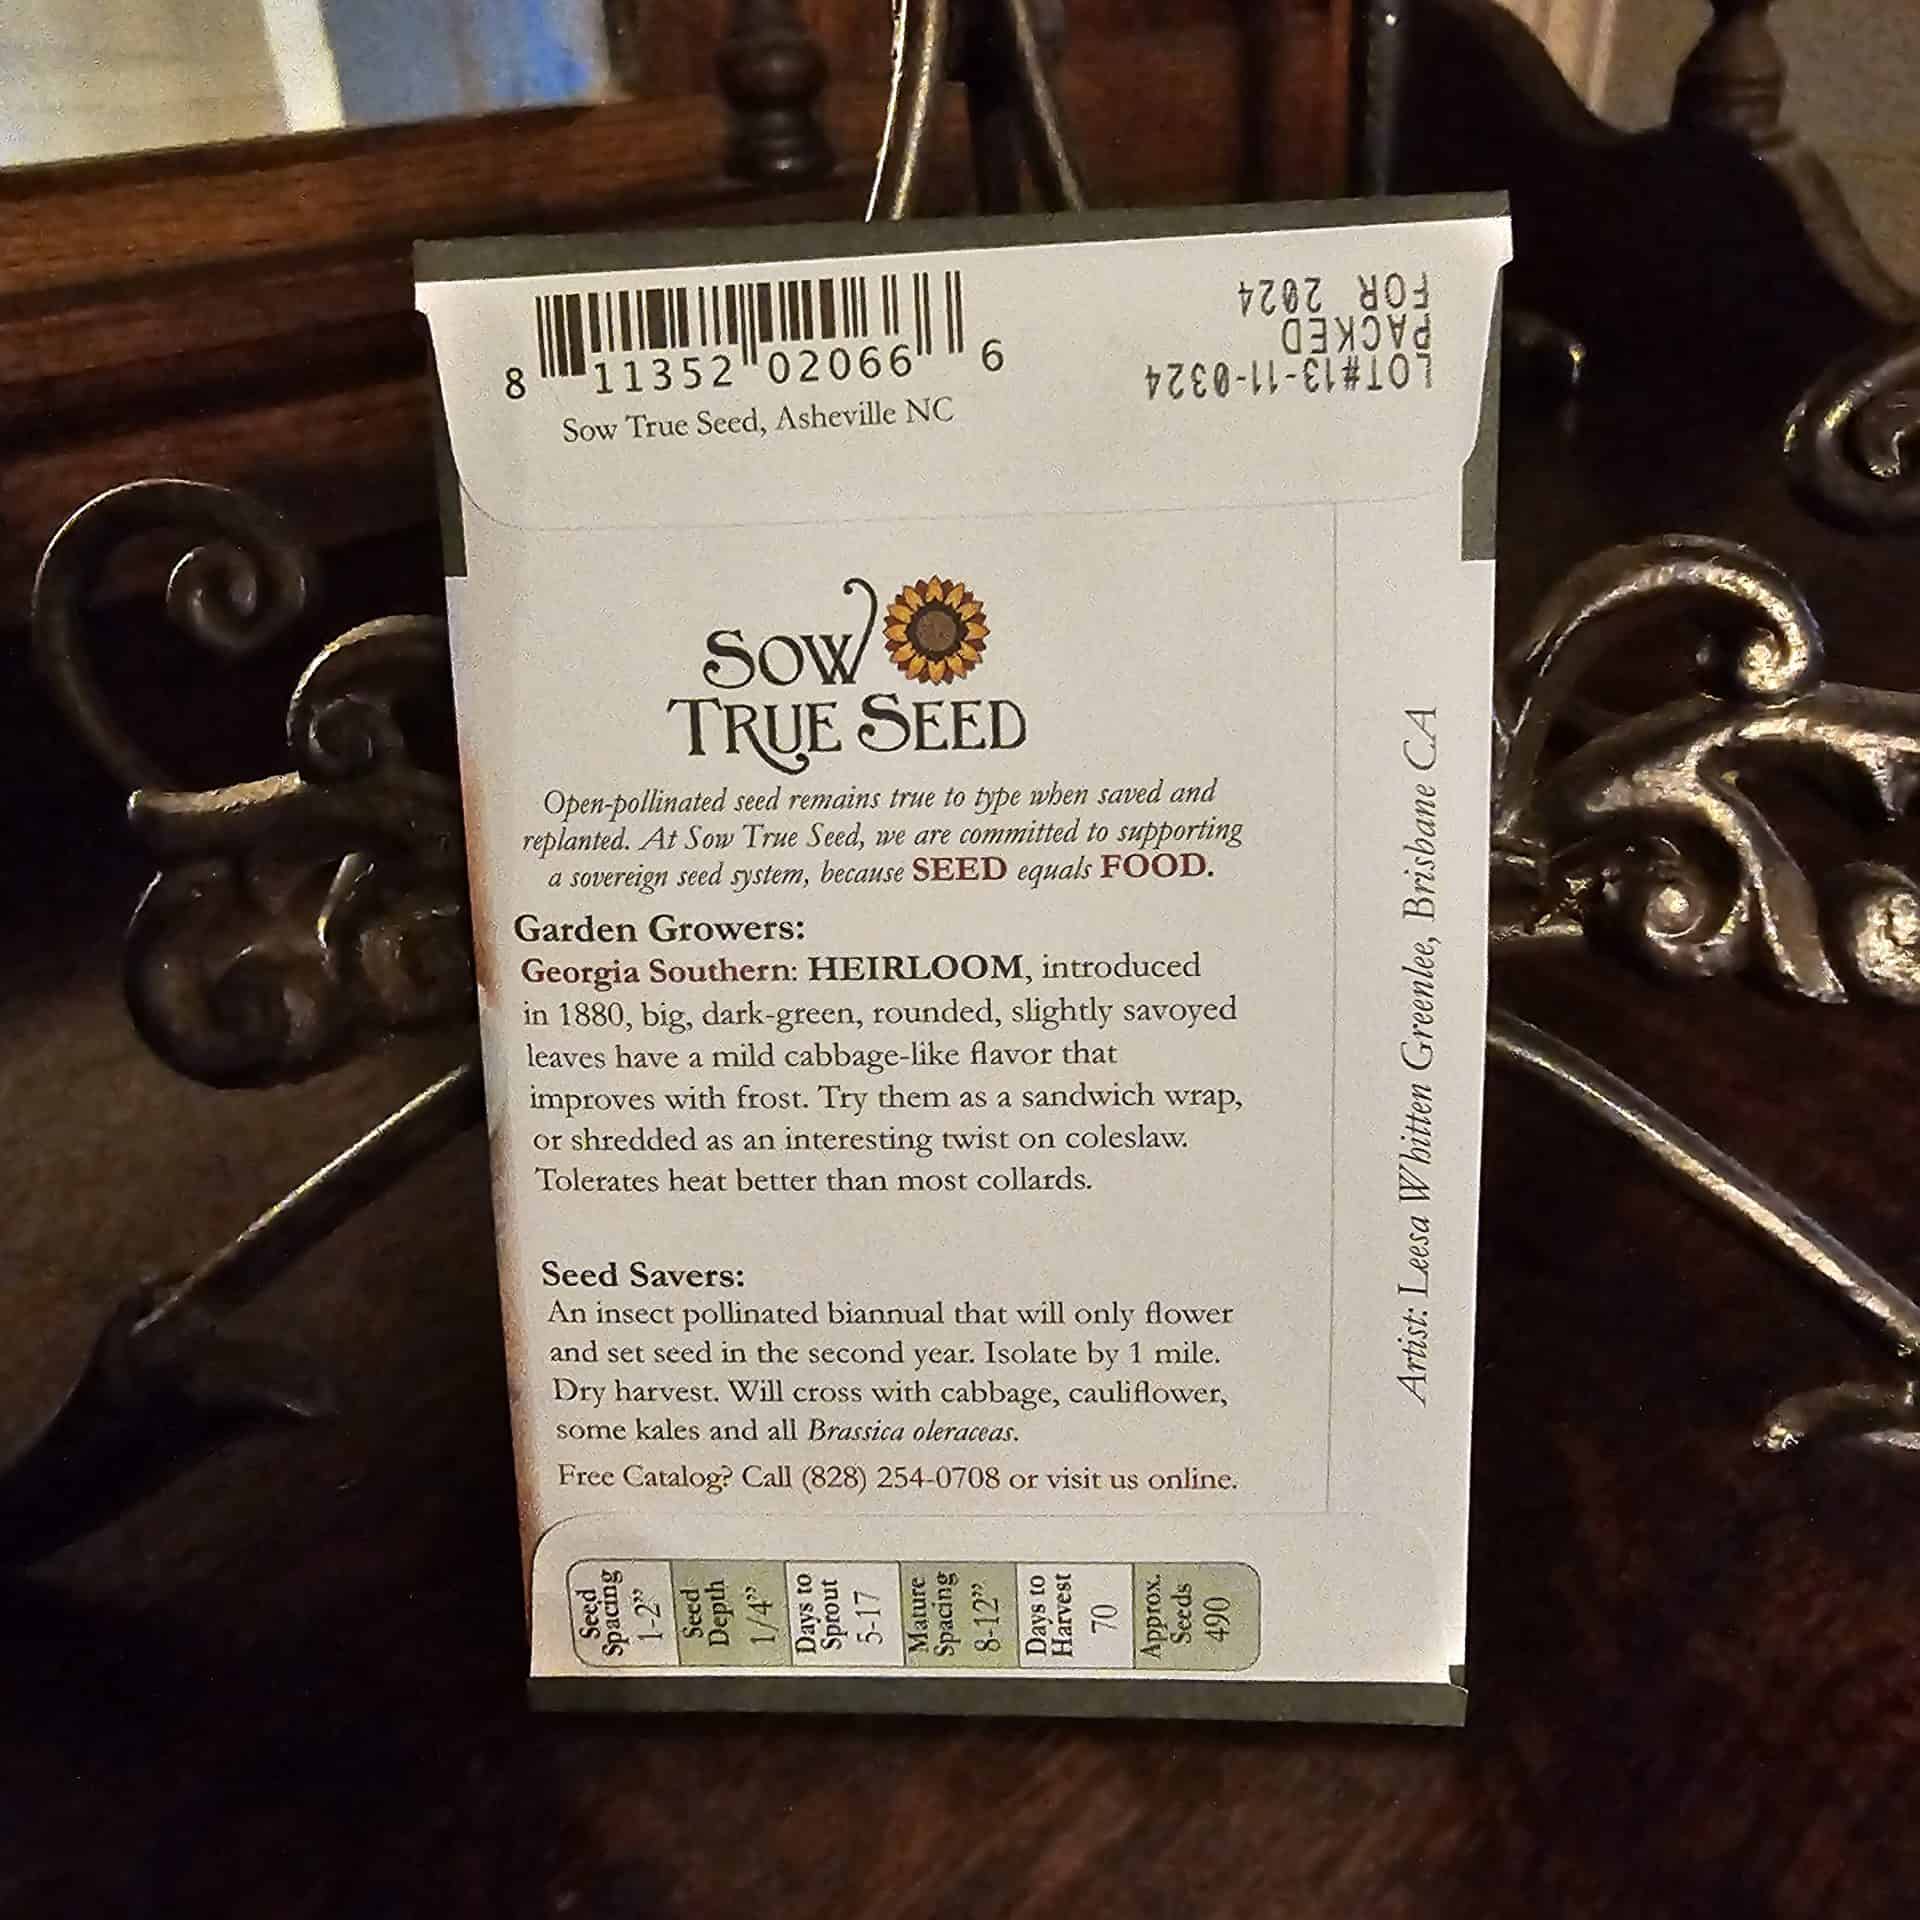 8 11352 02066 6
Sow True Seed, Asheville NC
LOT#13-11-0324
PACKED
FOR 2024
SOW
TRUE SEED
Open-pollinated seed remains true to type when saved and
replanted. At Sow True Seed, we are committed to supporting
a sovereign seed system, because SEED equals FOOD.
Garden Growers:
Georgia Southern: HEIRLOOM, introduced
in 1880, big, dark-green, rounded, slightly savoyed
leaves have a mild cabbage-like flavor that
improves with frost. Try them as a sandwich wrap,
or shredded as an interesting twist on coleslaw.
Tolerates heat better than most collards.
Seed Savers:
An insect pollinated biannual that will only flower
and set seed in the second year. Isolate by 1 mile.
Dry harvest. Will cross with cabbage, cauliflower,
some kales and all Brassica oleraceas.
Free Catalog? Call (828) 254-0708 or visit us online.
Artist: Leesa Whitten Greenlee, Brisbane CA
Seed
Spacing
1-2”
Seed
Depth
1/4”
Days to
Sprout
5-17
Mature
Spacing
8-12”
Days to
Harvest
70
Approx.
Seeds
490